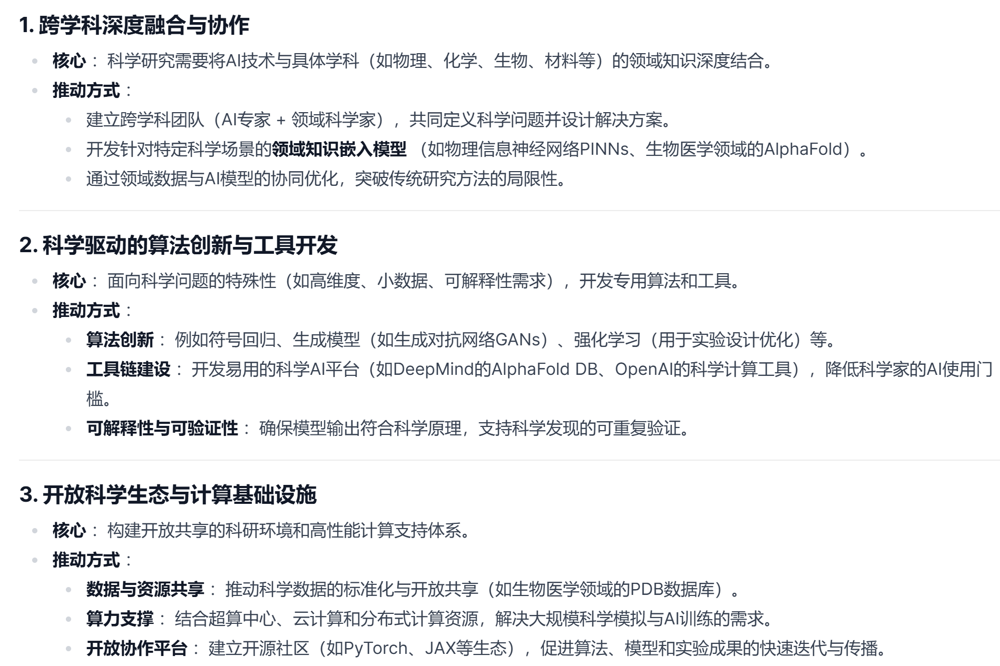 1. 跨学科深度融合与协作
核心： 科学研究需要将AI技术与具体学科（如物理、化学、生物、材料等）的领域知识深度结合。
推动方式：
建立跨学科团队（AI专家 + 领域科学家），共同定义科学问题并设计解决方案。
开发针对特定科学场景的领域知识嵌入模型 （如物理信息神经网络PINNs、生物医学领域的AlphaFold）。
通过领域数据与AI模型的协同优化，突破传统研究方法的局限性。
2. 科学驱动的算法创新与工具开发
核心： 面向科学问题的特殊性（如高维度、小数据、可解释性需求），开发专用算法和工具。
推动方式：
算法创新： 例如符号回归、生成模型（如生成对抗网络GANs）、强化学习（用于实验设计优化）等。
工具链建设： 开发易用的科学AI平台（如DeepMind的AlphaFold DB、OpenAI的科学计算工具），降低科学家的AI使用门
槛。
可解释性与可验证性： 确保模型输出符合科学原理，支持科学发现的可重复验证。
3. 开放科学生态与计算基础设施
核心： 构建开放共享的科研环境和高性能计算支持体系。
推动方式：
数据与资源共享： 推动科学数据的标准化与开放共享（如生物医学领域的PDB数据库）。
算力支撑： 结合超算中心、云计算和分布式计算资源，解决大规模科学模拟与AI训练的需求。
开放协作平台： 建立开源社区（如PyTorch、JAX等生态），促进算法、模型和实验成果的快速迭代与传播。